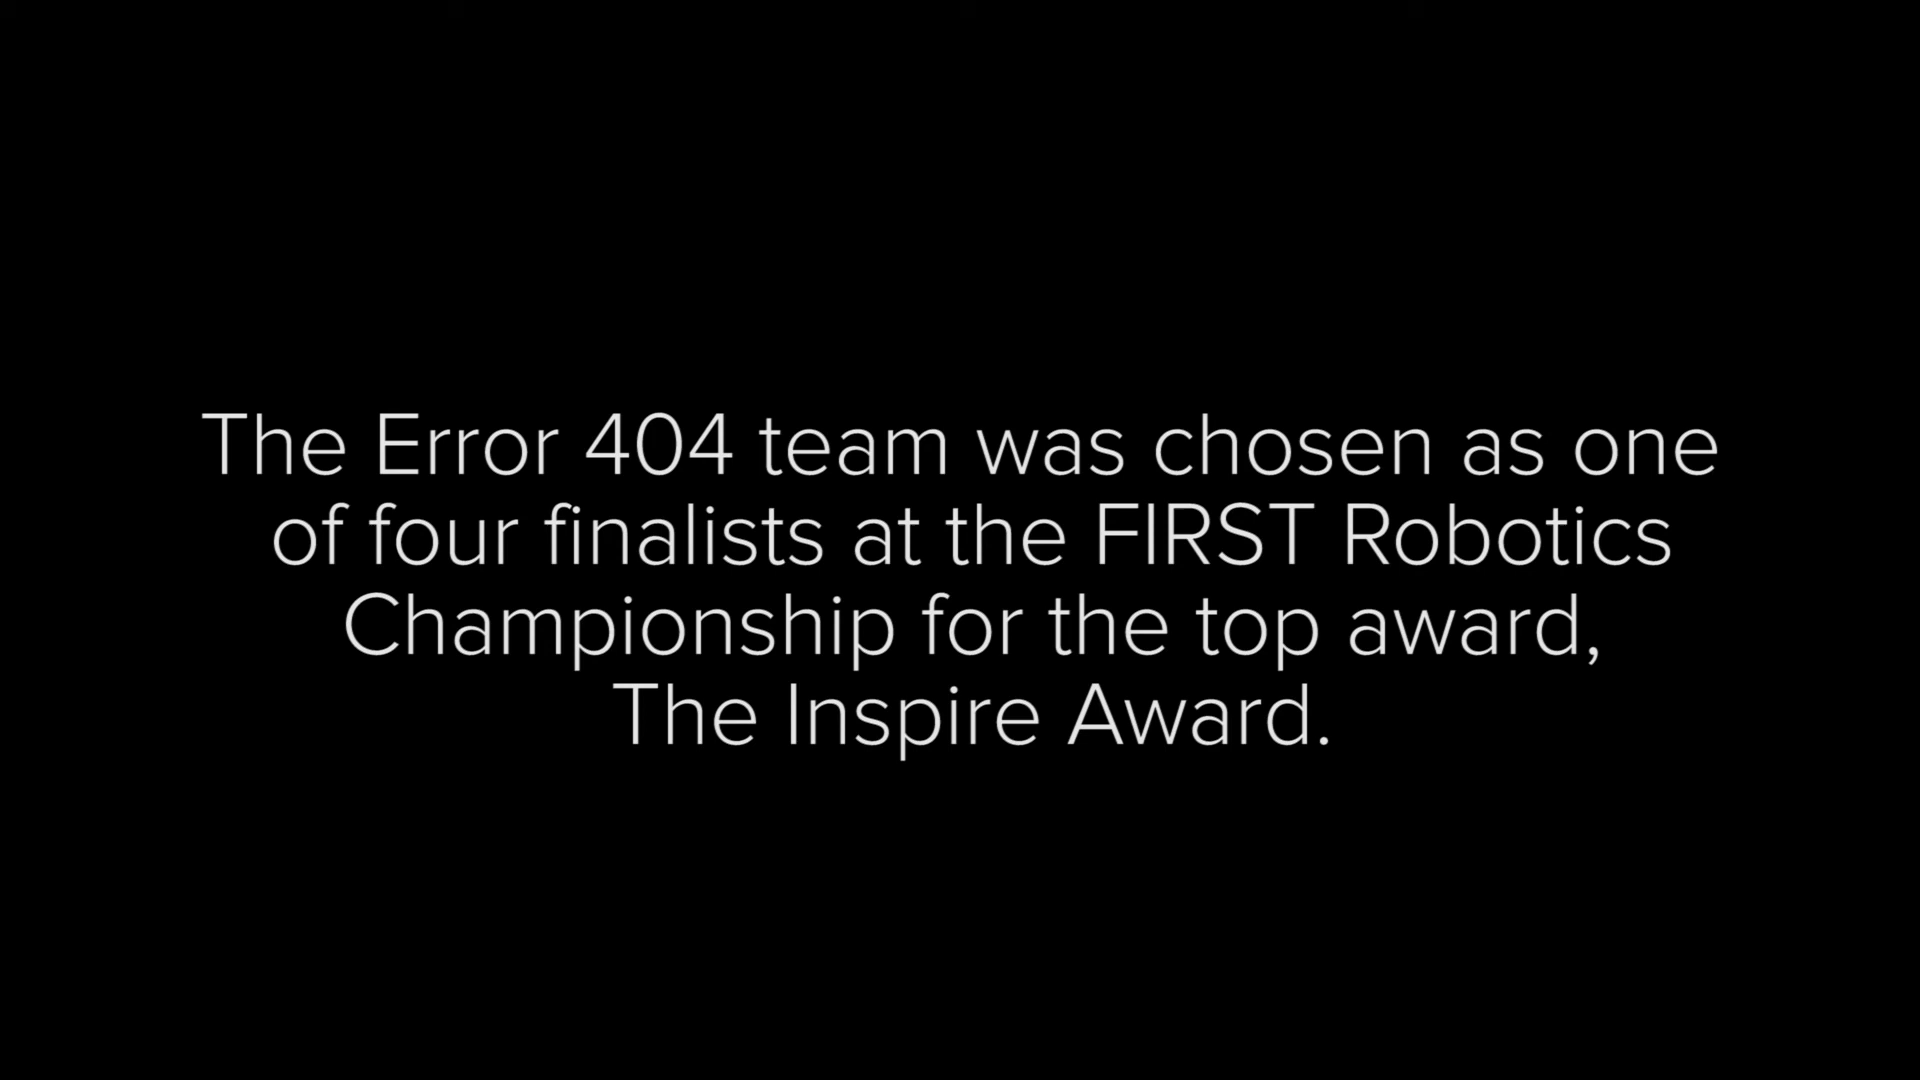 The Error 404 team was chosen as one
of four finalists at the FIRST Robotics
Championship for the top award,
The Inspire Award.